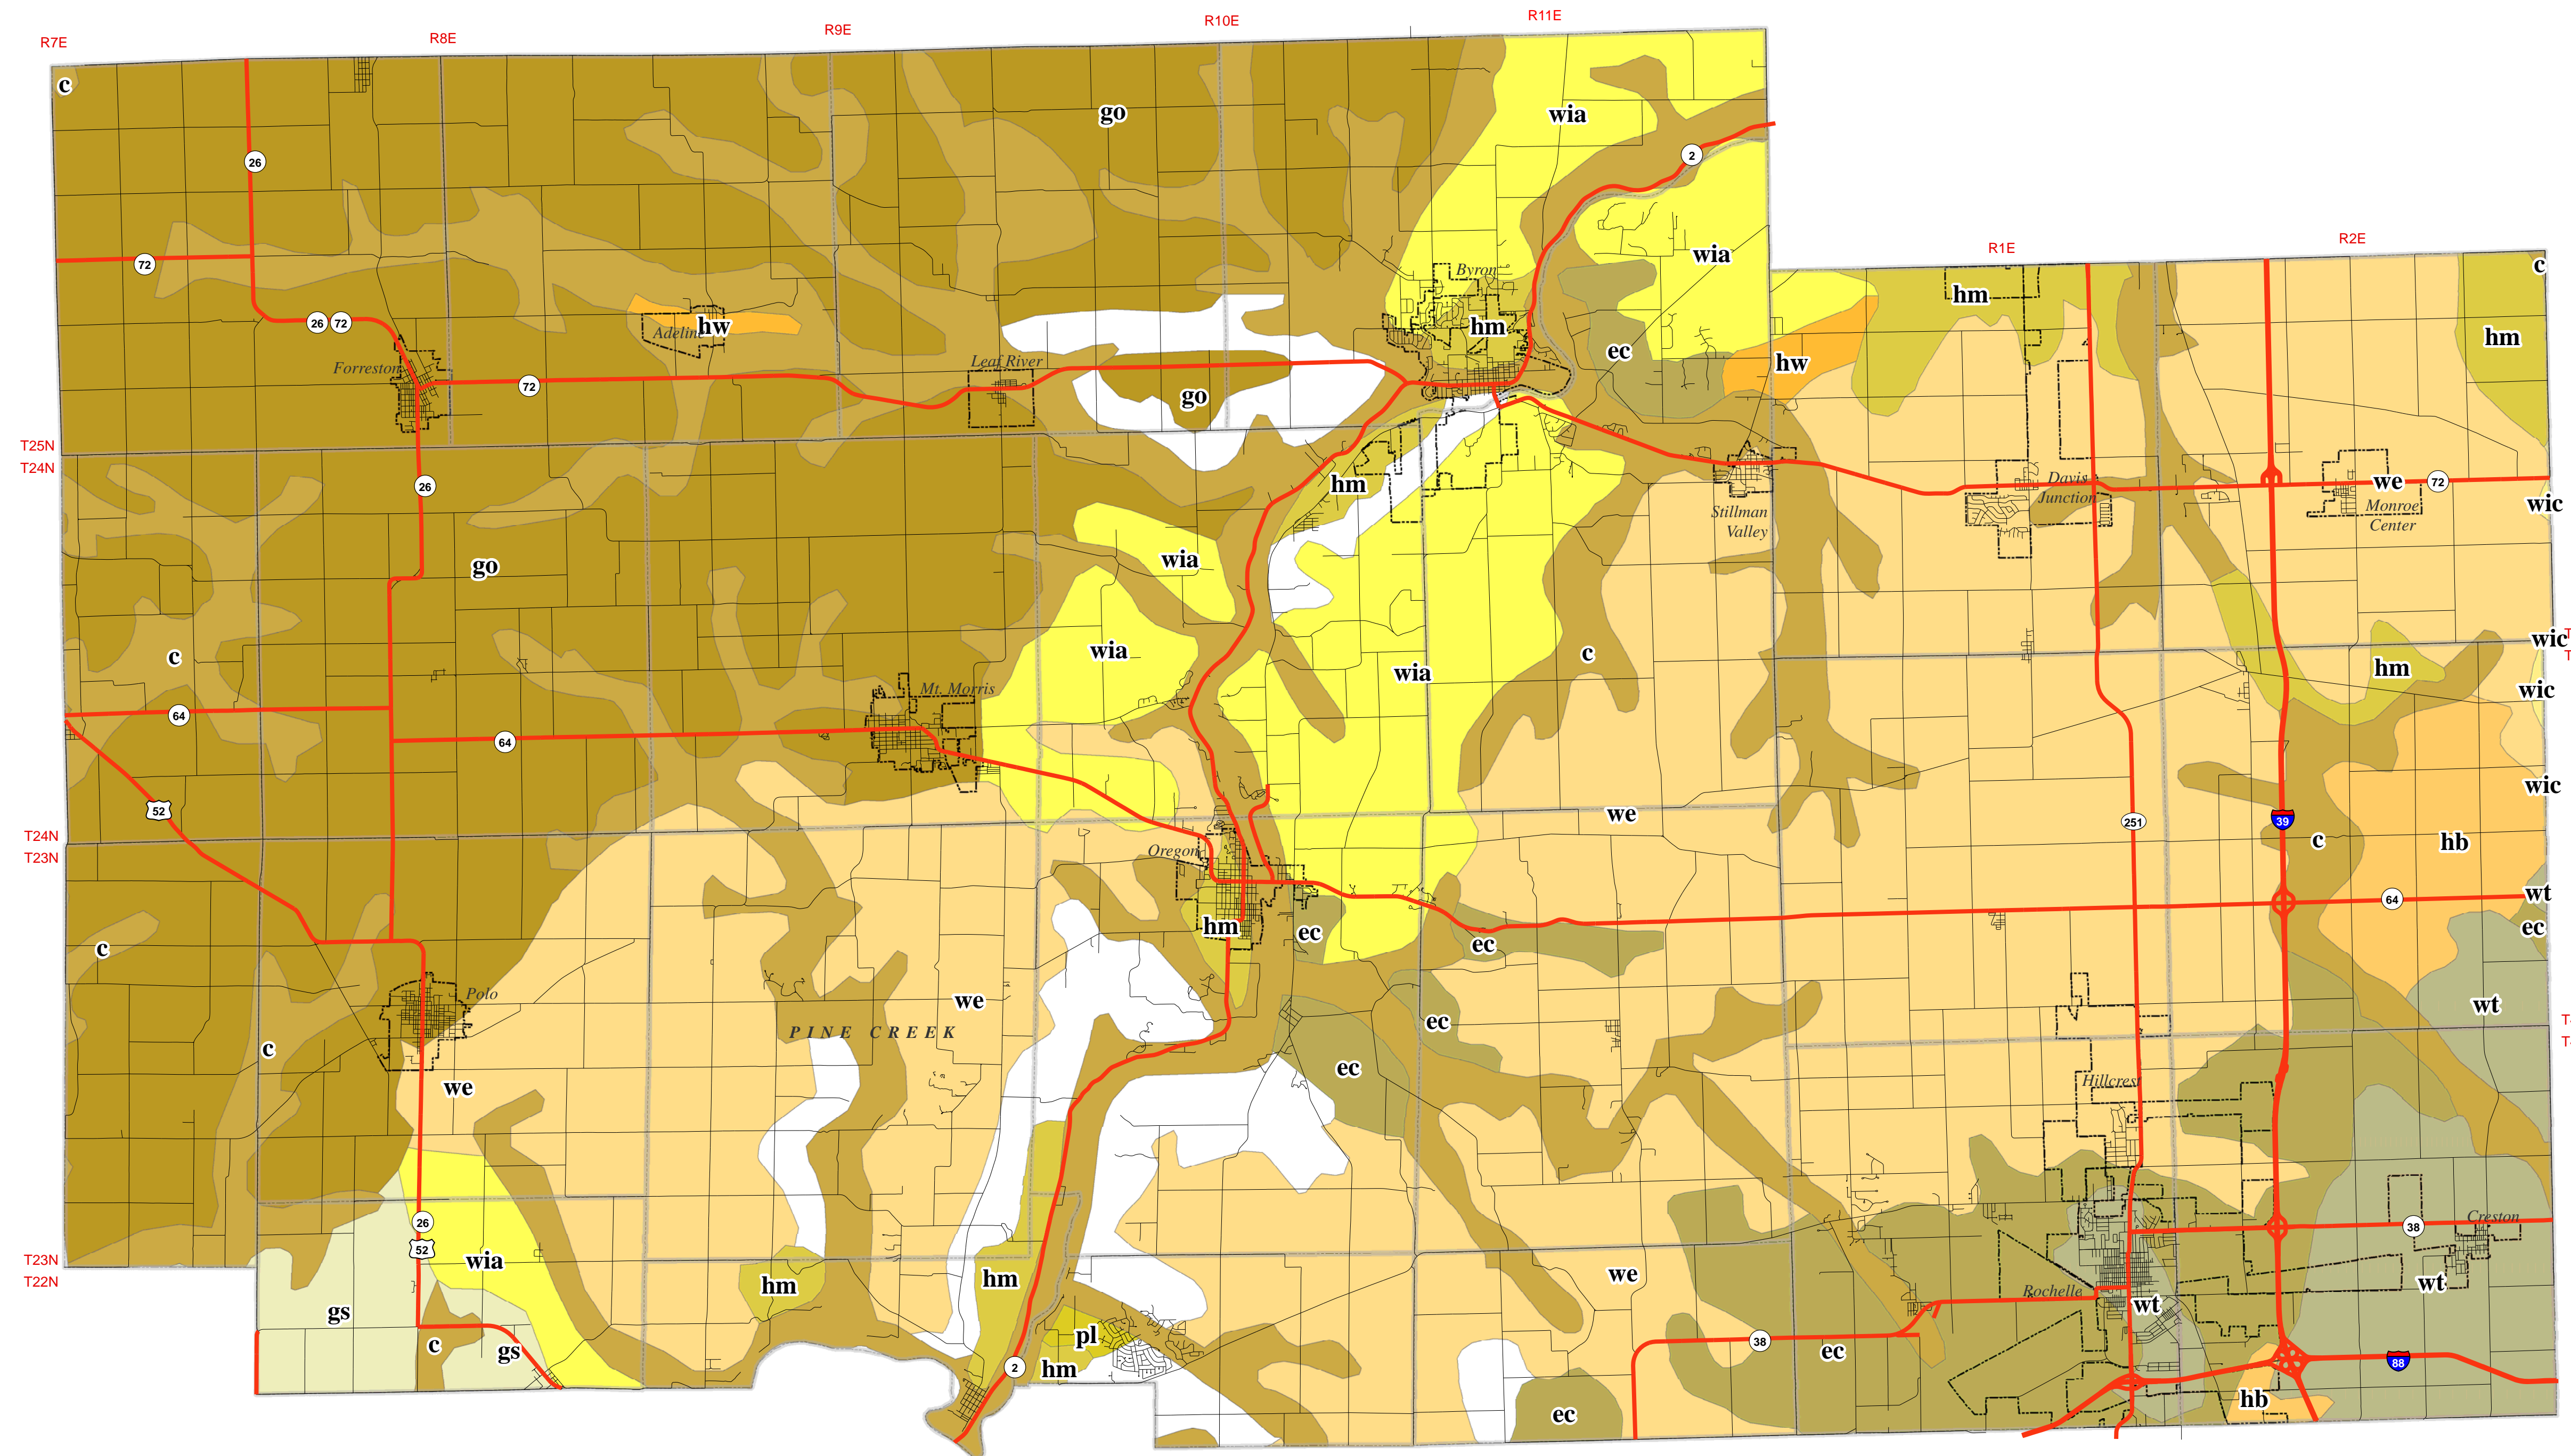 R7E
R8E
R9E
R10E
R11E
c
go
wia
26
2
R1E
R2E
wia
72
Byron
hm
c
26 72
Adeline
hw
hm
hm
Forreston
Leaf River
ec
hw
72
go
T25N
T24N
26
hm
Davis
Junction
we
72
wic
Stillman
Valley
Monroe
Center
go
wia
c
wia
c
wia
wic
hm
wic
Mt. Morris
64
64
52
wic
we
251
39
c
hb
T24N
T23N
Oregon
64
wt
c
hm
ec
ec
ec
Polo
we
ec
wt
PINE CREEK
c
we
ec
Hillcrest
26
52
38
Creston
T23N
T22N
wia
hm
hm
we
Rochelle
wt
wt
gs
c
gs
pl
hm
2
38
ec
88
ec
hb